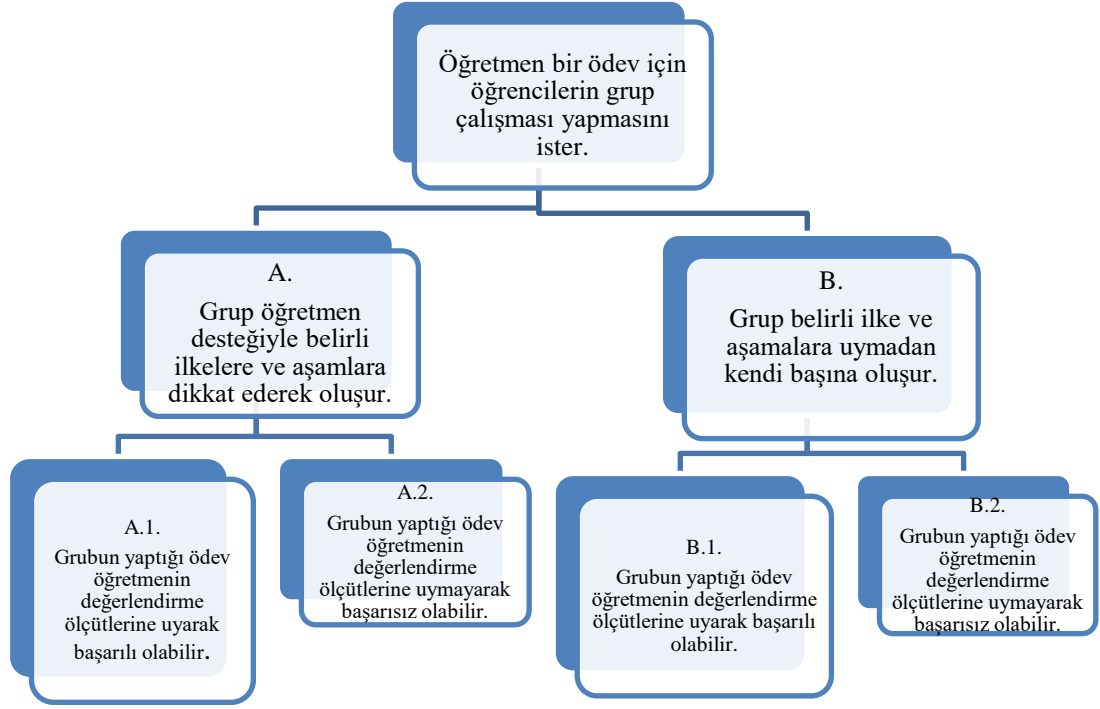 Öğretmen bir ödev için
öğrencilerin grup
çalışması yapmasını
ister.
A.
Grup öğretmen
desteğiyle belirli
ilkelere ve aşamlara
dikkat ederek oluşur.
B.
Grup belirli ilke ve
aşamalara uymadan
kendi başına oluşur.
A.1.
Grubun yaptığı ödev
öğretmenin
değerlendirme
ölçütlerine uyarak
başarılı olabilir.
A.2.
Grubun yaptığı ödev
öğretmenin
değerlendirme
ölçütlerine uymayarak
başarısız olabilir.
B.1.
Grubun yaptığı ödev
öğretmenin değerlendirme
ölçütlerine uyarak başarılı
olabilir.
B.2.
Grubun yaptığı ödev
öğretmenin
değerlendirme
ölçütlerine uymayarak
başarısız olabilir.